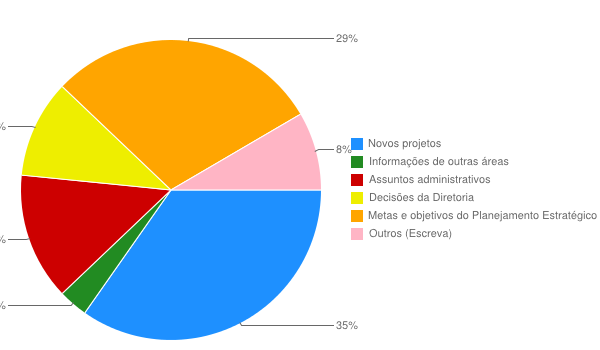 29%
%
8%
Novos projetos
Informações de outras áreas
Assuntos administrativos
Decisões da Diretoria
Metas e objetivos do Planejamento Estratégico
Outros (Escreva)
%
%
35%